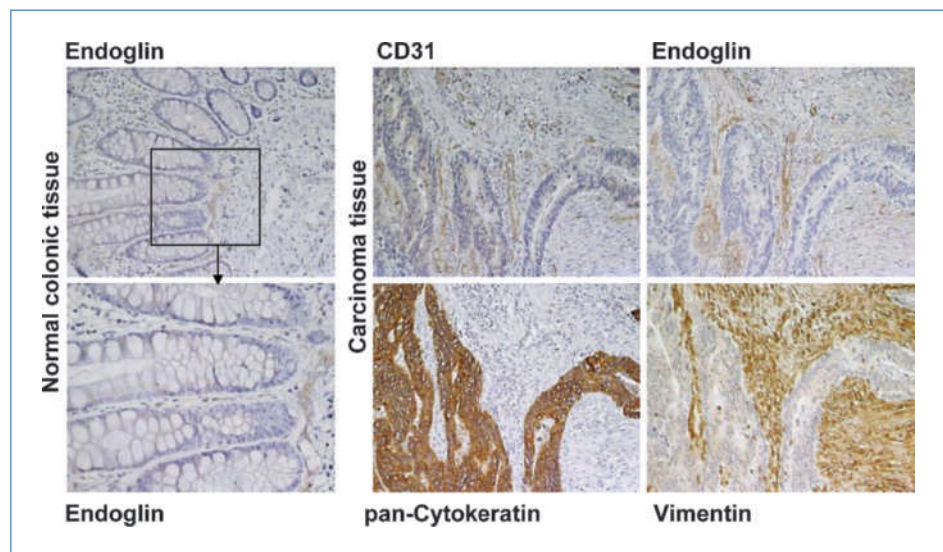 Endoglin
CD31
Endoglin
Normal colonic tissue
Carcinoma tissue
Endoglin
pan-Cytokeratin
Vimentin